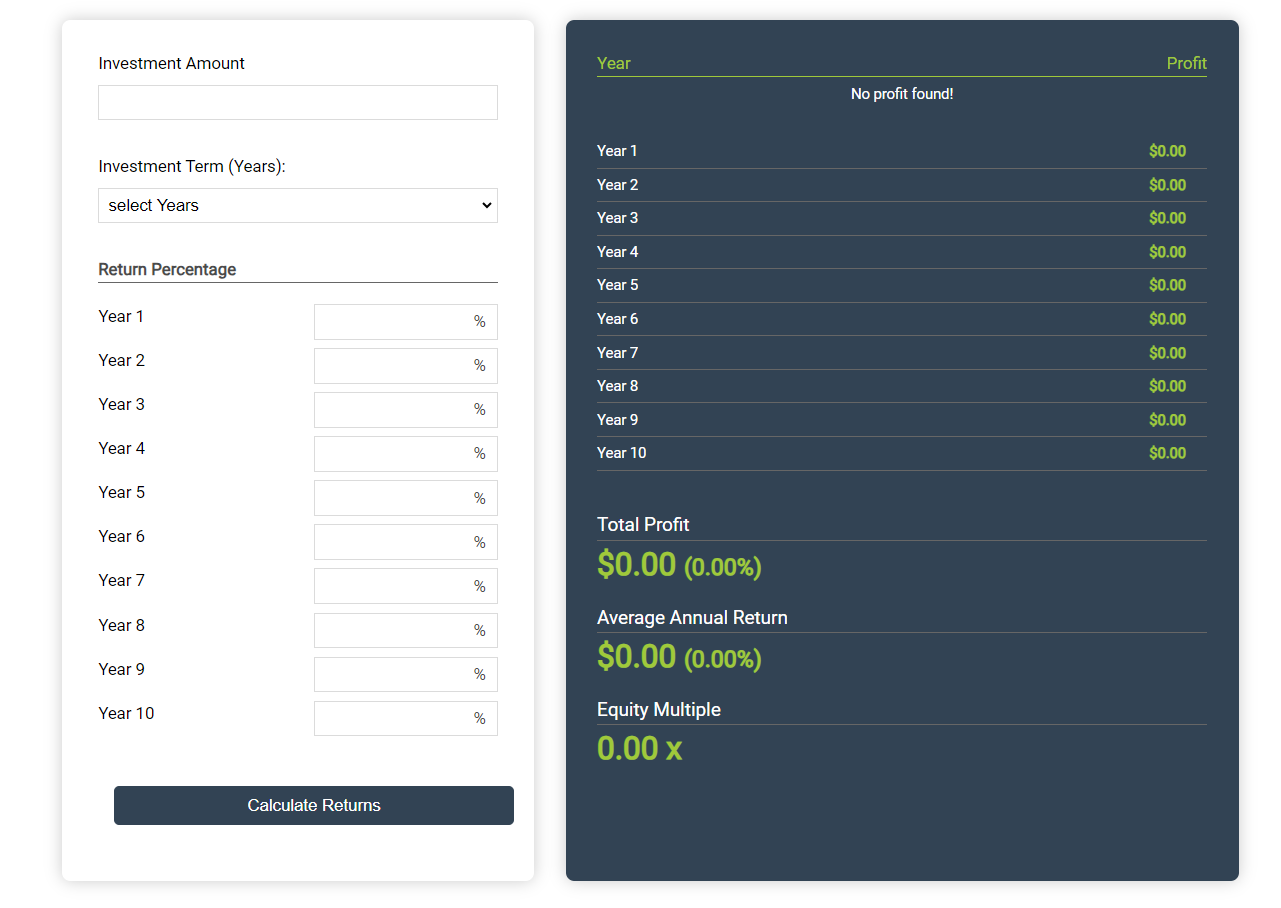 Investment Amount
Investment Term (Years):
select Years
Return Percentage
Year 1 %
Year 2 %
Year 3 %
Year 4 %
Year 5 %
Year 6 %
Year 7 %
Year 8 %
Year 9 %
Year 10 %
Calculate Returns
Year Profit
No profit found!
Year 1 $0.00
Year 2 $0.00
Year 3 $0.00
Year 4 $0.00
Year 5 $0.00
Year 6 $0.00
Year 7 $0.00
Year 8 $0.00
Year 9 $0.00
Year 10 $0.00
Total Profit
$0.00 (0.00%)
Average Annual Return
$0.00 (0.00%)
Equity Multiple
0.00 x